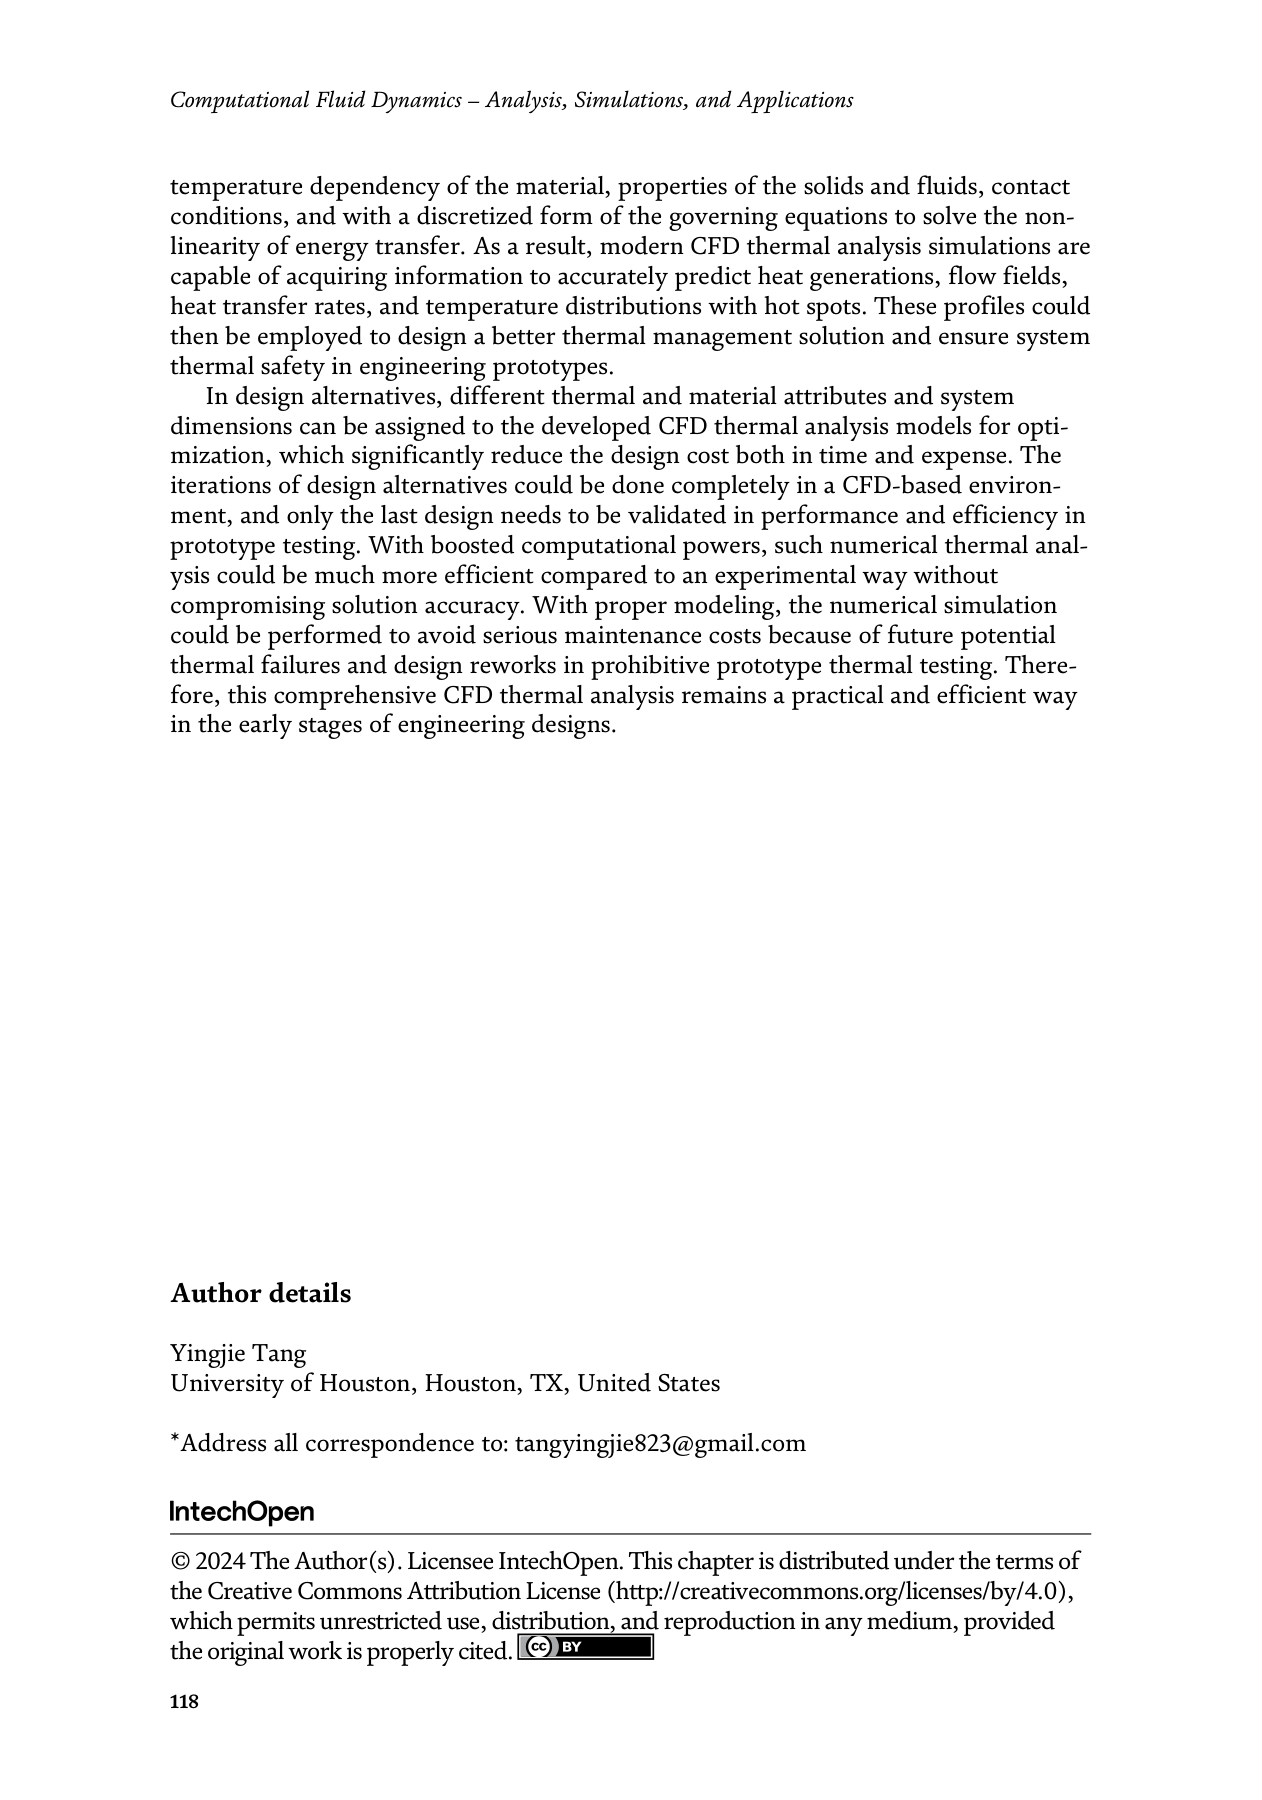 Computational Fluid Dynamics – Analysis, Simulations, and Applications
temperature dependency of the material, properties of the solids and fluids, contact
conditions, and with a discretized form of the governing equations to solve the non-
linearity of energy transfer. As a result, modern CFD thermal analysis simulations are
capable of acquiring information to accurately predict heat generations, flow fields,
heat transfer rates, and temperature distributions with hot spots. These profiles could
then be employed to design a better thermal management solution and ensure system
thermal safety in engineering prototypes.
In design alternatives, different thermal and material attributes and system
dimensions can be assigned to the developed CFD thermal analysis models for opti-
mization, which significantly reduce the design cost both in time and expense. The
iterations of design alternatives could be done completely in a CFD-based environ-
ment, and only the last design needs to be validated in performance and efficiency in
prototype testing. With boosted computational powers, such numerical thermal anal-
ysis could be much more efficient compared to an experimental way without
compromising solution accuracy. With proper modeling, the numerical simulation
could be performed to avoid serious maintenance costs because of future potential
thermal failures and design reworks in prohibitive prototype thermal testing. There-
fore, this comprehensive CFD thermal analysis remains a practical and efficient way
in the early stages of engineering designs.
Author details
Yingjie Tang
University of Houston, Houston, TX, United States
*Address all correspondence to: tangyingjie823@gmail.com
IntechOpen
© 2024 The Author(s). Licensee IntechOpen. This chapter is distributed under the terms of
the Creative Commons Attribution License (http://creativecommons.org/licenses/by/4.0),
which permits unrestricted use, distribution, and reproduction in any medium, provided
the original work is properly cited. cc BY
118